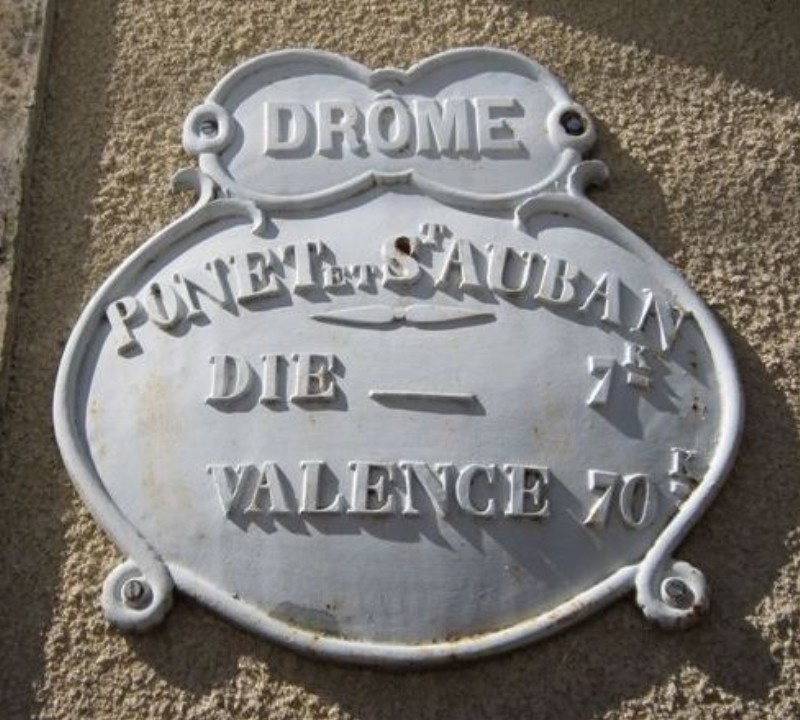 DRÔME
PONET ET ST AUBAN
DIE — 7K
VALENCE 70K